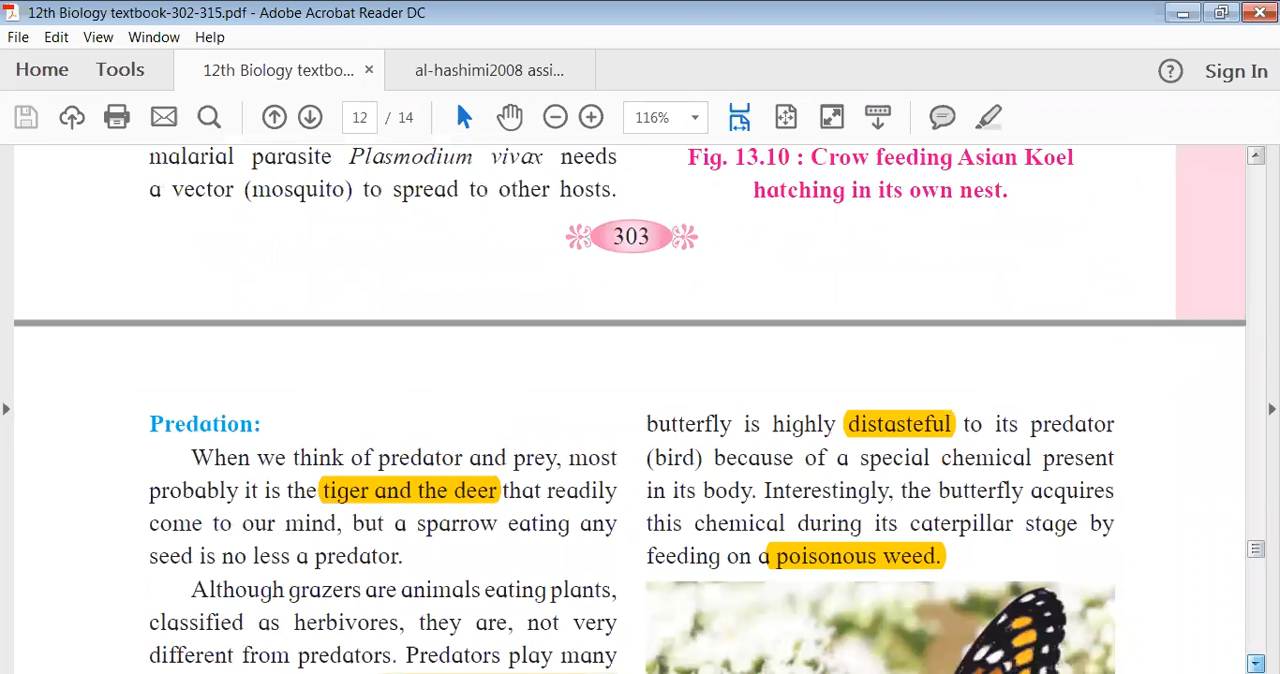 12th Biology textbook-302-315.pdf - Adobe Acrobat Reader DC
File Edit View Window Help
Home Tools 12th Biology textbo... × al-hashimi2008 assi... ? Sign In
12 / 14 116%
malarial parasite Plasmodium vivax needs
a vector (mosquito) to spread to other hosts.
Fig. 13.10 : Crow feeding Asian Koel
hatching in its own nest.
303
Predation:
When we think of predator and prey, most
probably it is the tiger and the deer that readily
come to our mind, but a sparrow eating any
seed is no less a predator.
Although grazers are animals eating plants,
classified as herbivores, they are, not very
different from predators. Predators play many
butterfly is highly distasteful to its predator
(bird) because of a special chemical present
in its body. Interestingly, the butterfly acquires
this chemical during its caterpillar stage by
feeding on a poisonous weed.